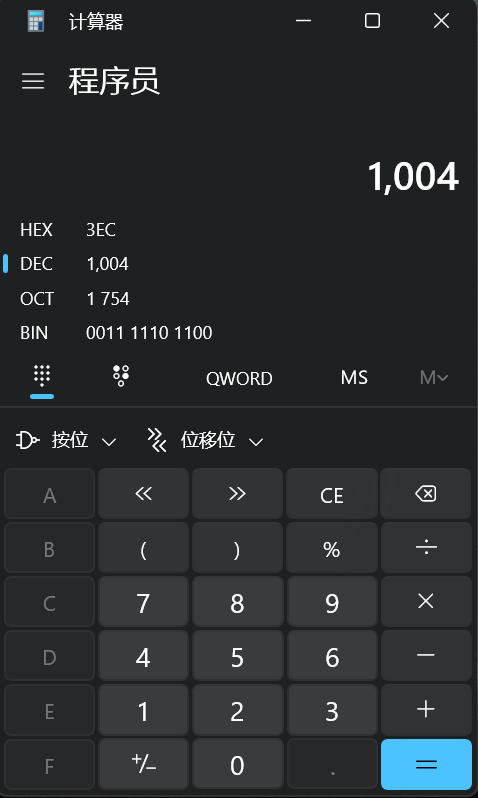 计算器
程序员
1,004
HEX 3EC
DEC 1,004
OCT 1 754
BIN 0011 1110 1100
QWORD MS M
按位 位移位
A « » CE
B ( ) % ÷
C 7 8 9 ×
D 4 5 6 −
E 1 2 3 +
F +/− 0 . =